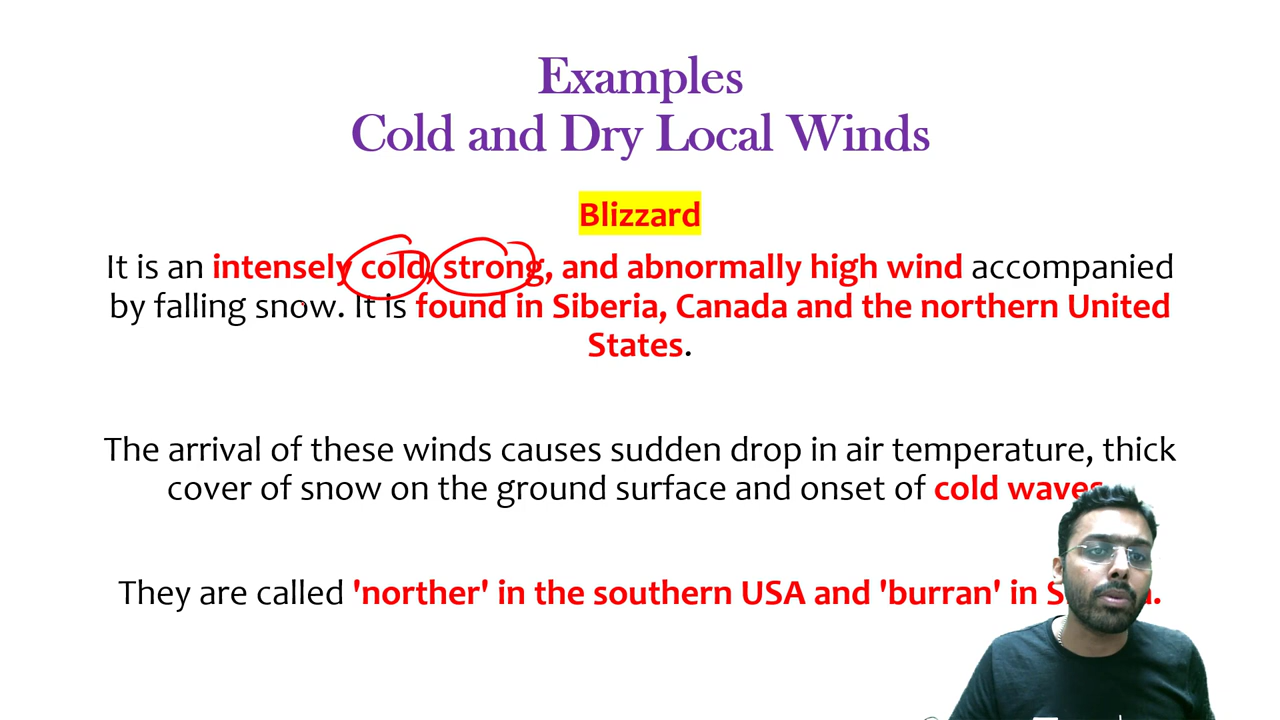 Examples
Cold and Dry Local Winds
Blizzard
It is an intensely cold, strong, and abnormally high wind accompanied
by falling snow. It is found in Siberia, Canada and the northern United
States.
The arrival of these winds causes sudden drop in air temperature, thick
cover of snow on the ground surface and onset of cold waves
They are called 'norther' in the southern USA and 'burran' in